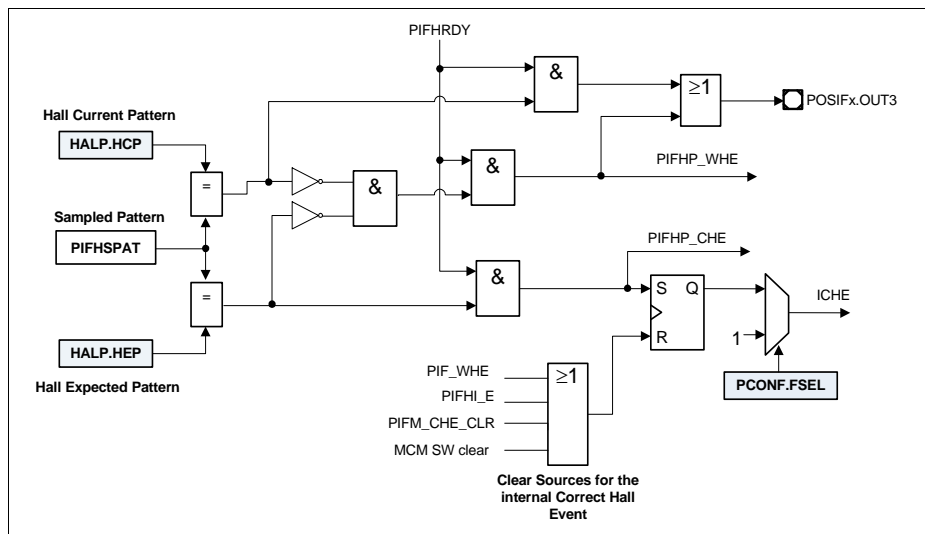 PIFHRDY
&
≥1
POSIFx.OUT3
Hall Current Pattern
HALP.HCP
=
&
&
PIFHP_WHE
Sampled Pattern
PIFHSPAT
PIFHP_CHE
=
&
S Q
R
ICHE
1
HALP.HEP
Hall Expected Pattern
PCONF.FSEL
PIF_WHE
PIFHI_E
PIFM_CHE_CLR
MCM SW clear
≥1
Clear Sources for the
internal Correct Hall
Event